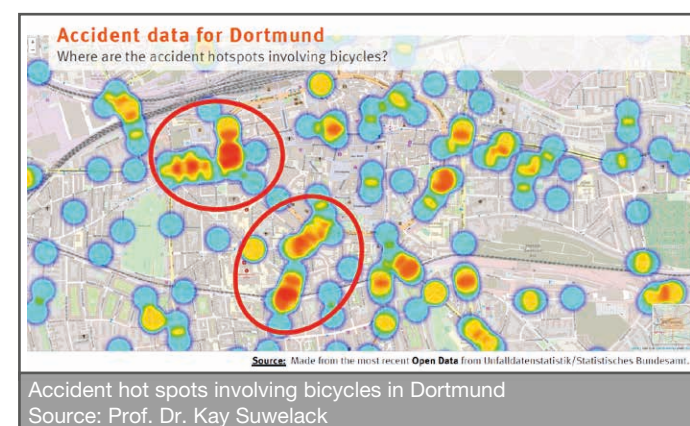 Accident data for Dortmund
Where are the accident hotspots involving bicycles?
Source: Made from the most recent Open Data from Unfalldatenstatistik/Statistisches Bundesamt.
Accident hot spots involving bicycles in Dortmund
Source: Prof. Dr. Kay Suwelack